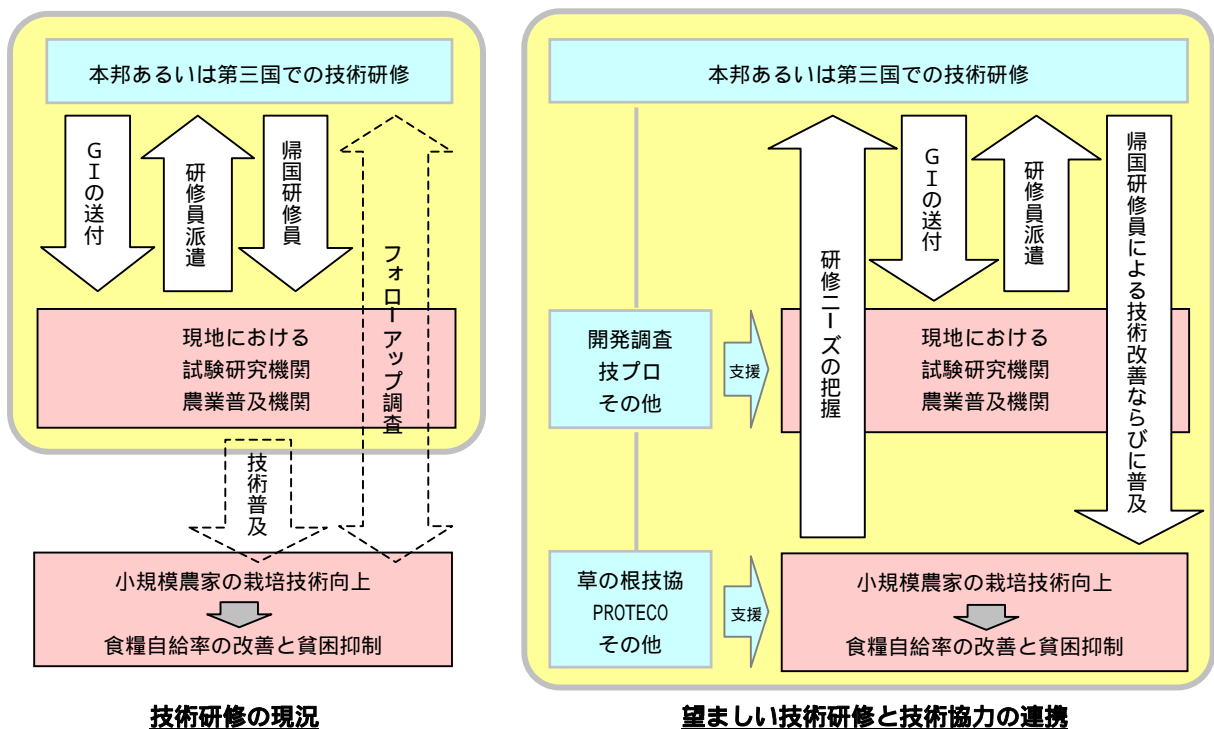 本邦あるいは第三国での技術研修
GIの送付
研修員派遣
帰国研修員
フォローアップ調査
現地における
試験研究機関
農業普及機関
技術普及
小規模農家の栽培技術向上
食糧自給率の改善と貧困抑制
技術研修の現況
本邦あるいは第三国での技術研修
研修ニーズの把握
GIの送付
研修員派遣
帰国研修員による技術改善ならびに普及
開発調査
技プロ
その他
支援
現地における
試験研究機関
農業普及機関
草の根技協
PROTECO
その他
支援
小規模農家の栽培技術向上
食糧自給率の改善と貧困抑制
望ましい技術研修と技術協力の連携